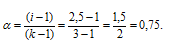 α = (i−1)/(k−1) = 2,5−1/3−1 = 1,5/2 = 0,75.